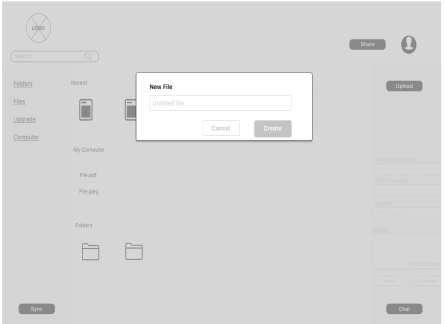 LOGO
Share
Search
Folders
Files
Upgrade
Computer
Recent
Upload
New File
Untitled file
Cancel
Create
My Computer
File.pdf
File.jpeg
Folders
Sync
Chat